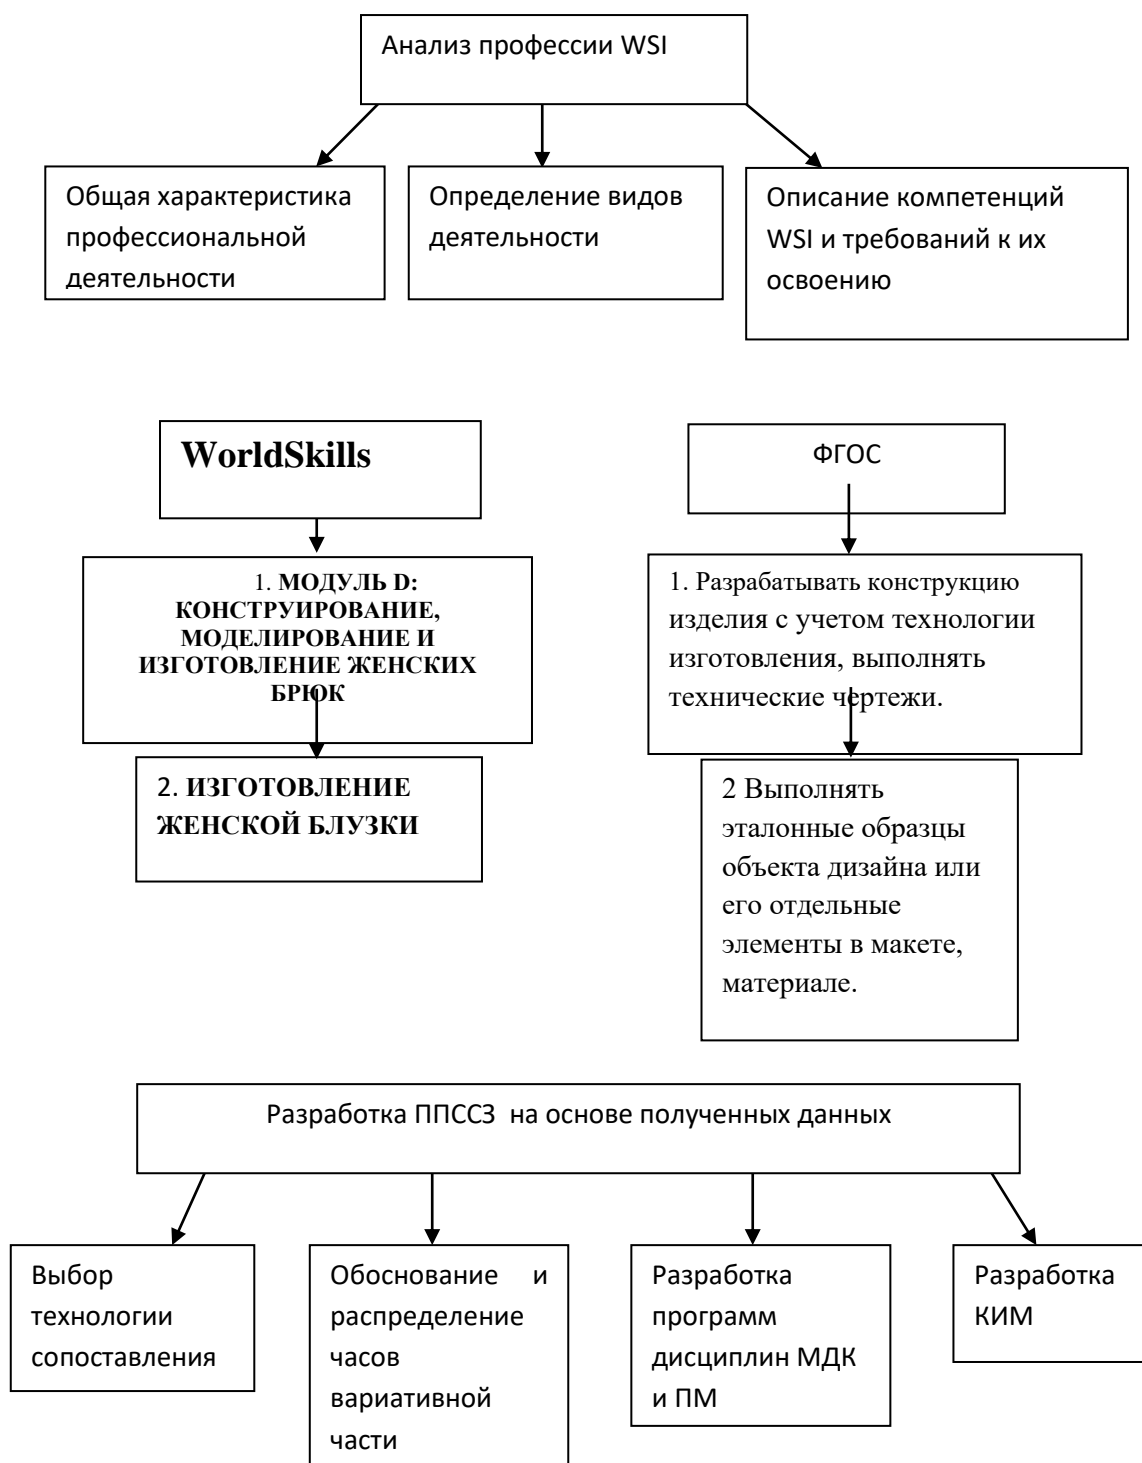 Анализ профессии WSI
Общая характеристика
профессиональной
деятельности
Определение видов
деятельности
Описание компетенций
WSI и требований к их
освоению
WorldSkills
1. МОДУЛЬ D:
КОНСТРУИРОВАНИЕ,
МОДЕЛИРОВАНИЕ И
ИЗГОТОВЛЕНИЕ ЖЕНСКИХ
БРЮК
2. ИЗГОТОВЛЕНИЕ
ЖЕНСКОЙ БЛУЗКИ
ФГОС
1. Разрабатывать конструкцию
изделия с учетом технологии
изготовления, выполнять
технические чертежи.
2 Выполнять
эталонные образцы
объекта дизайна или
его отдельные
элементы в макете,
материале.
Разработка ППССЗ на основе полученных данных
Выбор
технологии
сопоставления
Обоснование и
распределение
часов
вариативной
части
Разработка
программ
дисциплин МДК
и ПМ
Разработка
КИМ